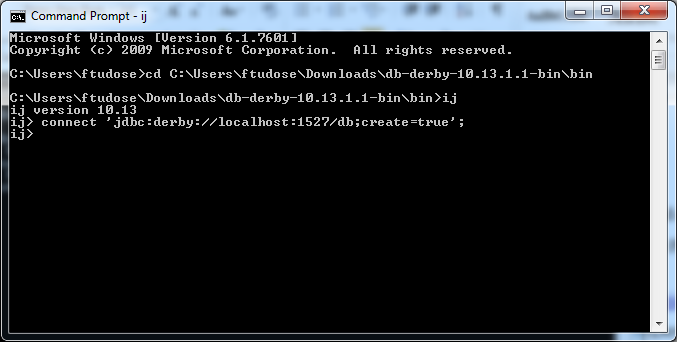 Command Prompt - ij
Microsoft Windows [Version 6.1.7601]
Copyright (c) 2009 Microsoft Corporation.  All rights reserved.
C:\Users\ftudose>cd C:\Users\ftudose\Downloads\db-derby-10.13.1.1-bin\bin
C:\Users\ftudose\Downloads\db-derby-10.13.1.1-bin\bin>ij
ij version 10.13
ij> connect 'jdbc:derby://localhost:1527/db;create=true';
ij>